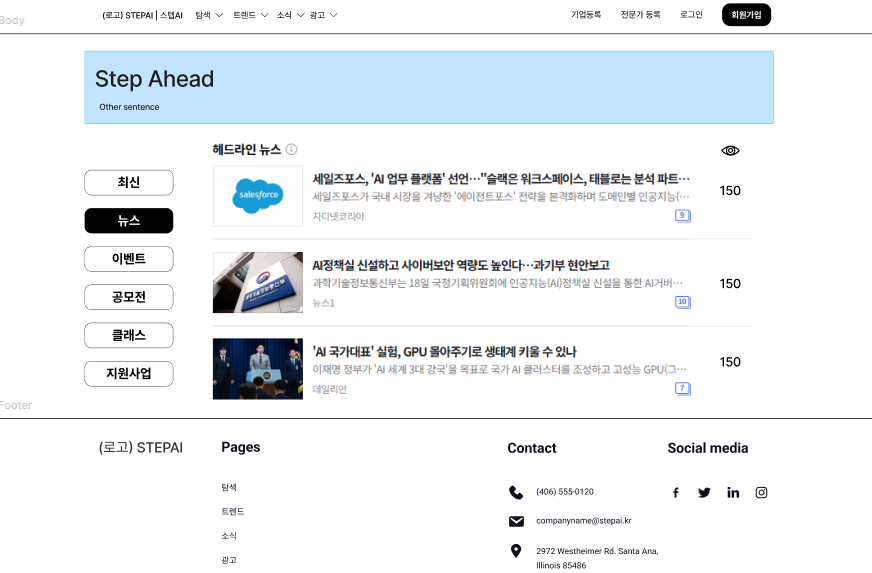 Body
(로고) STEPAI | 스텝AI 탐색 트렌드 소식 광고 기업등록 전문가 등록 로그인 회원가입
Step Ahead
Other sentence
헤드라인 뉴스
최신
뉴스
이벤트
공모전
클래스
지원사업
salesforce
세일즈포스, 'AI 업무 플랫폼' 선언…"슬랙은 워크스페이스, 태블로는 분석 파트…
세일즈포스가 국내 시장을 겨냥한 '에이전트포스' 전략을 본격화하며 도메인별 인공지능(…
지디넷코리아 9
150
AI정책실 신설하고 사이버보안 역량도 높인다…과기부 현안보고
과학기술정보통신부는 18일 국정기획위원회에 인공지능(AI)정책실 신설을 통한 AI거버…
뉴스1 10
150
'AI 국가대표' 실험, GPU 몰아주기로 생태계 키울 수 있나
이재명 정부가 'AI 세계 3대 강국'을 목표로 국가 AI 클러스터를 조성하고 고성능 GPU(그…
데일리안 7
150
Footer
(로고) STEPAI
Pages
탐색
트렌드
소식
광고
Contact
(406) 555-0120
companyname@stepai.kr
2972 Westheimer Rd. Santa Ana,
Illinois 85486
Social media